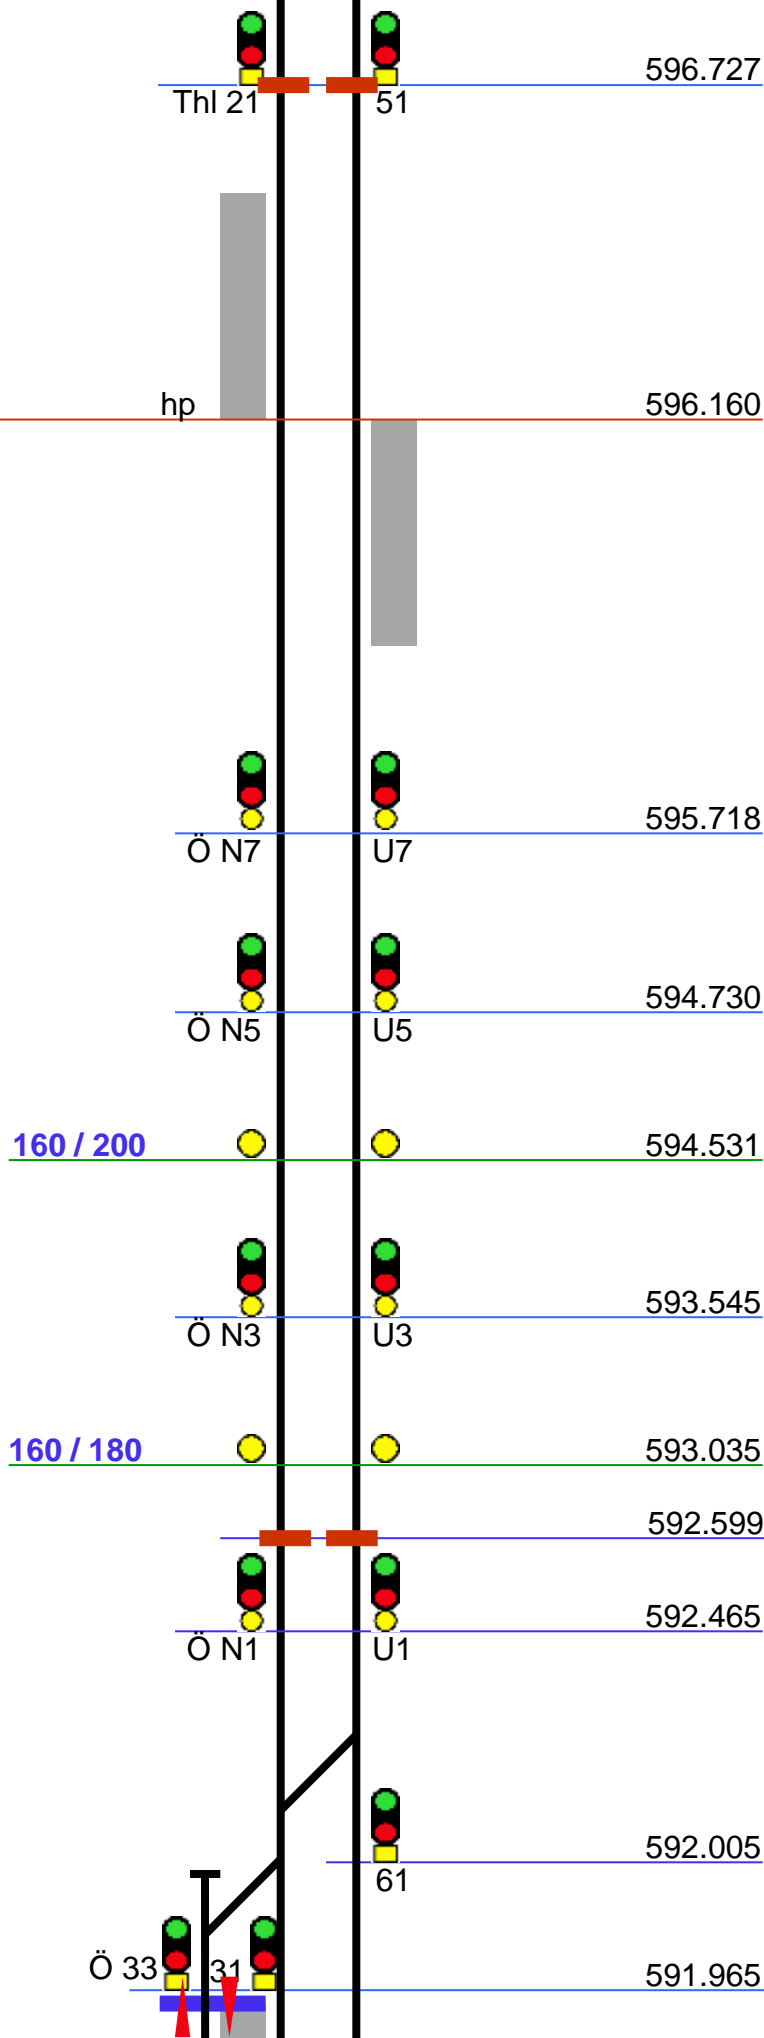 596.727
Thl 21 51
hp 596.160
595.718
Ö N7 U7
594.730
Ö N5 U5
160 / 200 594.531
593.545
Ö N3 U3
160 / 180 593.035
592.599
592.465
Ö N1 U1
592.005
61
Ö 33 31 591.965